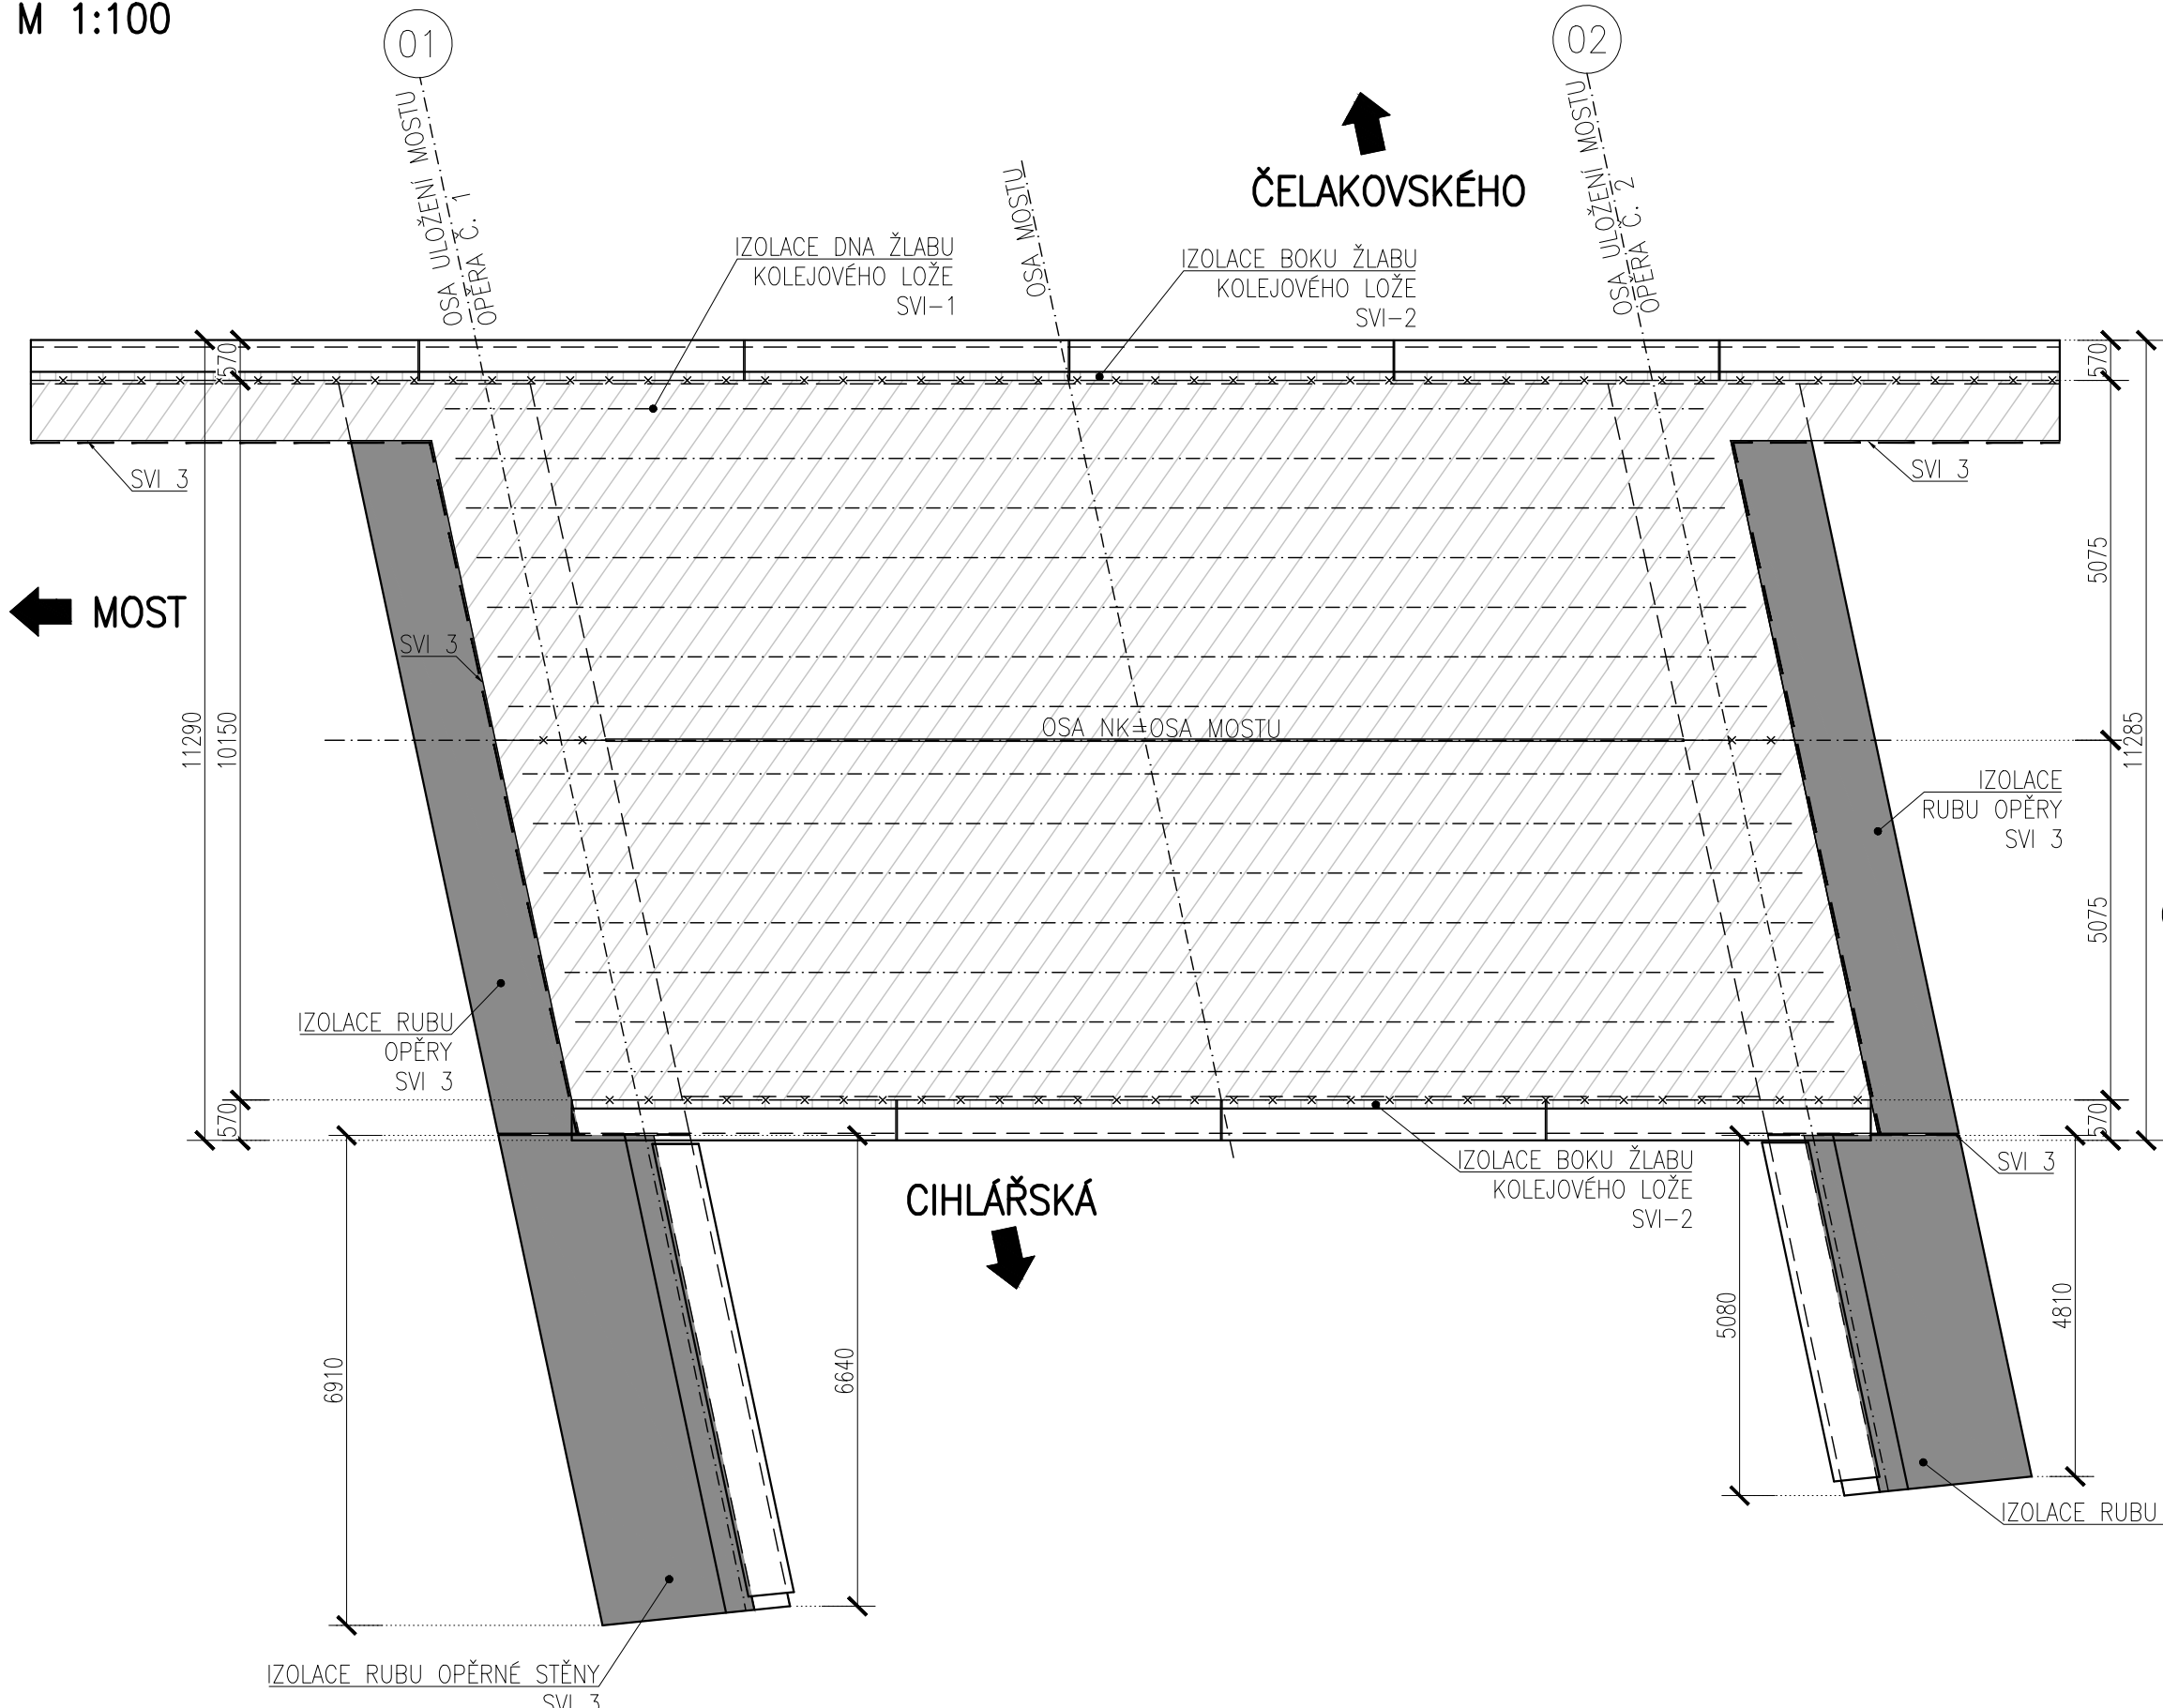 M 1:100
01
02
OSA ULOŽENÍ MOSTU
OPĚRA Č. 1
OSA MOSTU
OSA ULOŽENÍ MOSTU
OPĚRA Č. 2
ČELAKOVSKÉHO
IZOLACE DNA ŽLABU
KOLEJOVÉHO LOŽE
SVI-1
IZOLACE BOKU ŽLABU
KOLEJOVÉHO LOŽE
SVI-2
570
570
SVI 3
SVI 3
MOST
SVI 3
5075
11290
10150
OSA NK=OSA MOSTU
11285
IZOLACE
RUBU OPĚRY
SVI 3
5075
IZOLACE RUBU
OPĚRY
SVI 3
570
570
IZOLACE BOKU ŽLABU
KOLEJOVÉHO LOŽE
SVI-2
SVI 3
CIHLÁŘSKÁ
6910
6640
5080
4810
IZOLACE RUBU
IZOLACE RUBU OPĚRNÉ STĚNY
SVI 3